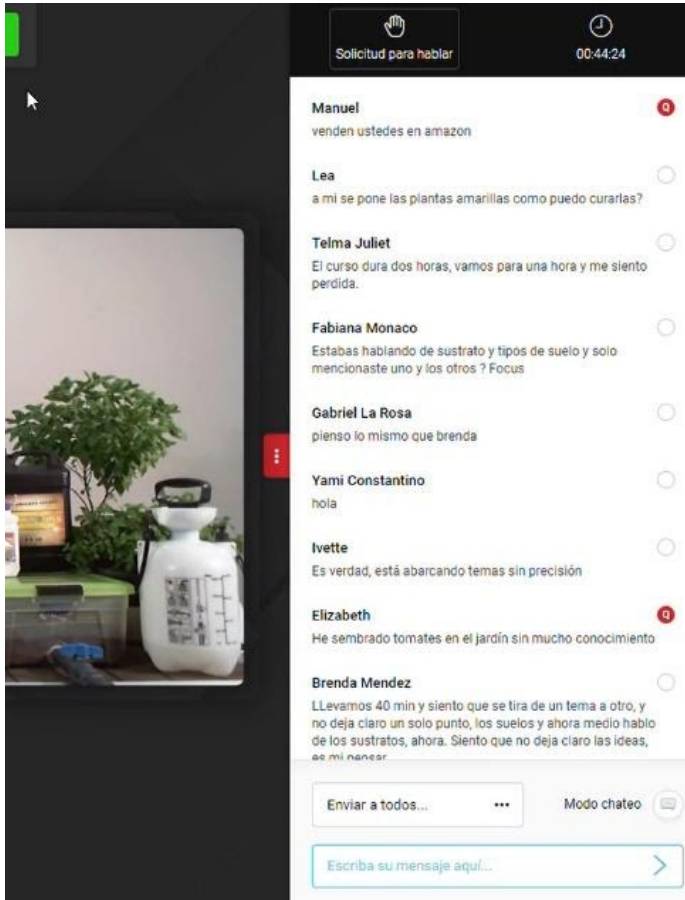 Solicitud para hablar
00:44:24
Manuel
Q
venden ustedes en amazon
Lea
a mi se pone las plantas amarillas como puedo curarlas?
Telma Juliet
El curso dura dos horas, vamos para una hora y me siento
perdida.
Fabiana Monaco
Estabas hablando de sustrato y tipos de suelo y solo
mencionaste uno y los otros ? Focus
Gabriel La Rosa
pienso lo mismo que brenda
Yami Constantino
hola
Ivette
Es verdad, está abarcando temas sin precisión
Elizabeth
Q
He sembrado tomates en el jardín sin mucho conocimiento
Brenda Mendez
LLevamos 40 min y siento que se tira de un tema a otro, y
no deja claro un solo punto, los suelos y ahora medio hablo
de los sustratos, ahora. Siento que no deja claro las ideas,
es mi pensar
Enviar a todos...
Modo chateo
Escriba su mensaje aquí...